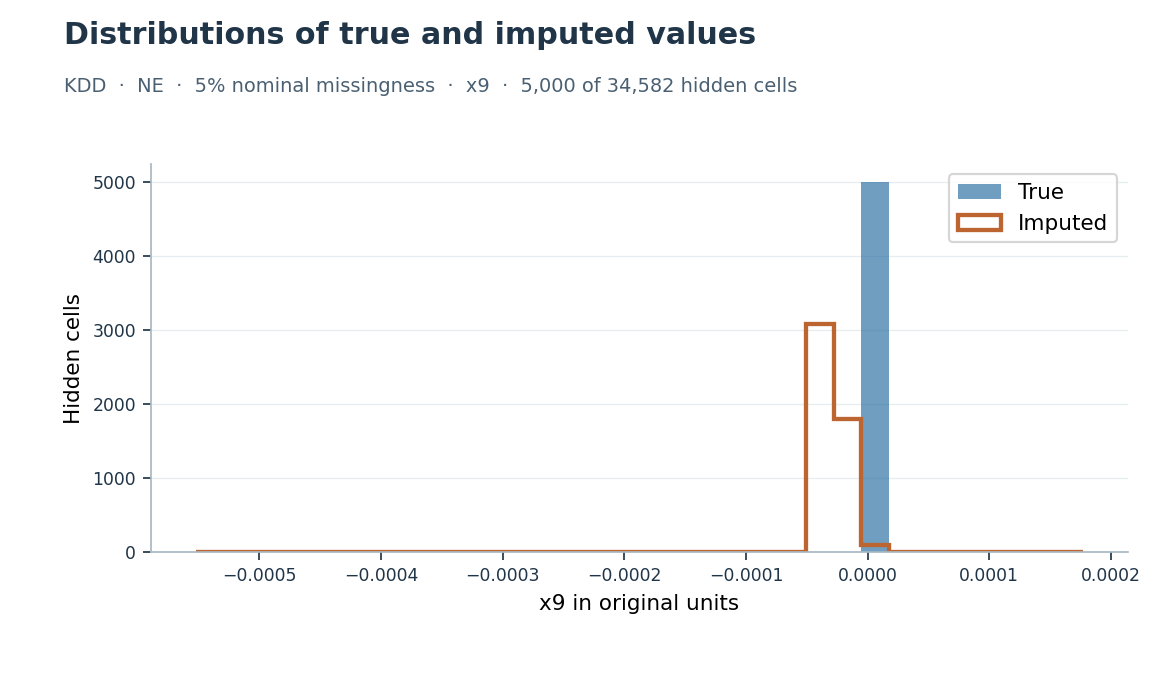 Distributions of true and imputed values
KDD · NE · 5% nominal missingness · x9 · 5,000 of 34,582 hidden cells
True
Imputed
Hidden cells
5000
4000
3000
2000
1000
0
−0.0005
−0.0004
−0.0003
−0.0002
−0.0001
0.0000
0.0001
0.0002
x9 in original units